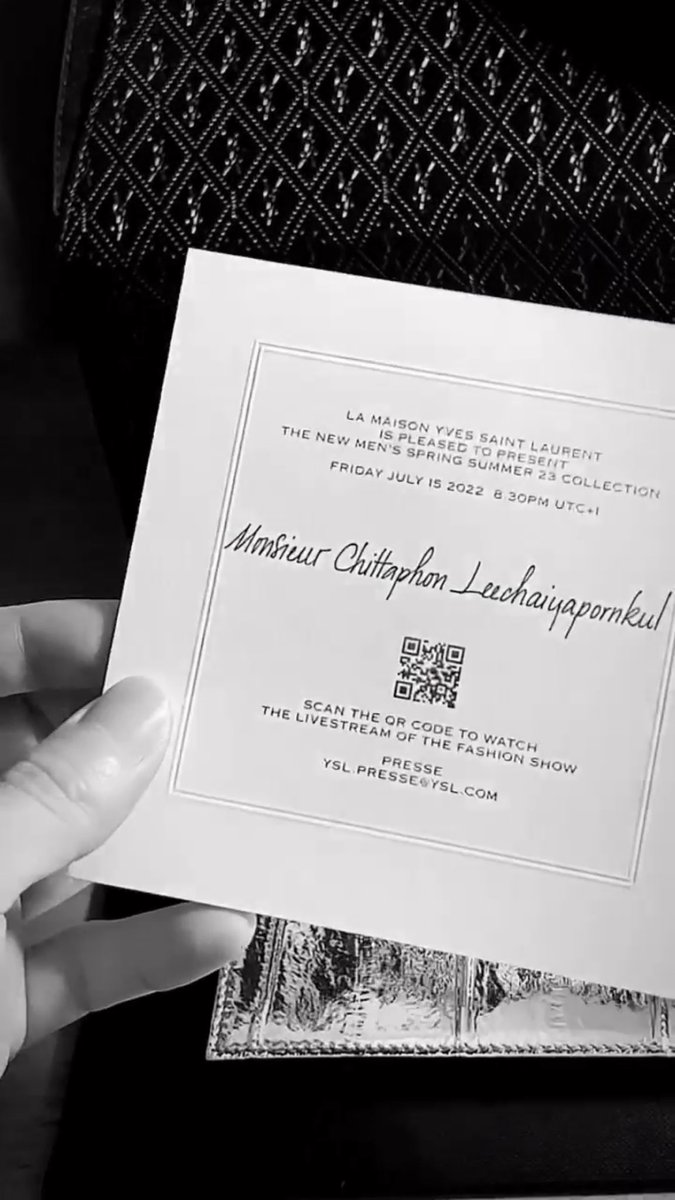 LA MAISON YVES SAINT LAURENT
IS PLEASED TO PRESENT
THE NEW MEN'S SPRING SUMMER 23 COLLECTION
FRIDAY JULY 15 2022 8:30PM UTC+1
Monsieur Chittaphon Leechaiyapornkul
SCAN THE QR CODE TO WATCH
THE LIVESTREAM OF THE FASHION SHOW
PRESSE
YSL.PRESSE@YSL.COM